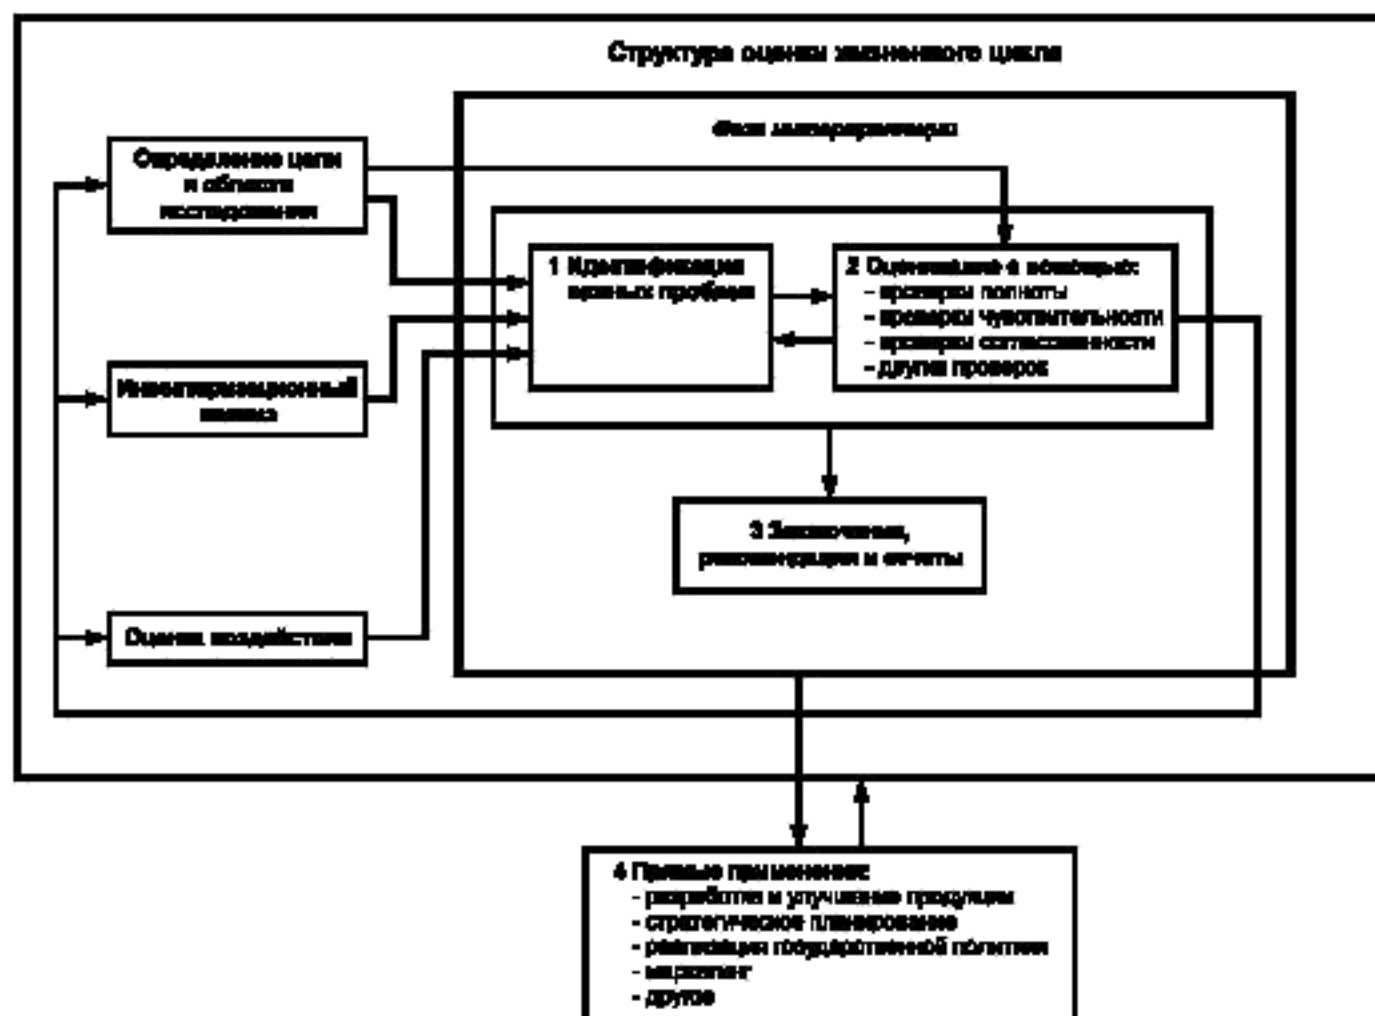 Структура оценки жизненного цикла
Фаза интерпретации
Определение цели
и области
исследования
1 Идентификация
важных проблем
2 Оценивание с помощью:
- проверки полноты
- проверки чувствительности
- проверки согласованности
- других проверок
Инвентаризационный
анализ
3 Заключения,
рекомендации и отчеты
Оценка воздействия
4 Прямые применения:
- разработка и улучшение продукции
- стратегическое планирование
- реализация государственной политики
- маркетинг
- другое